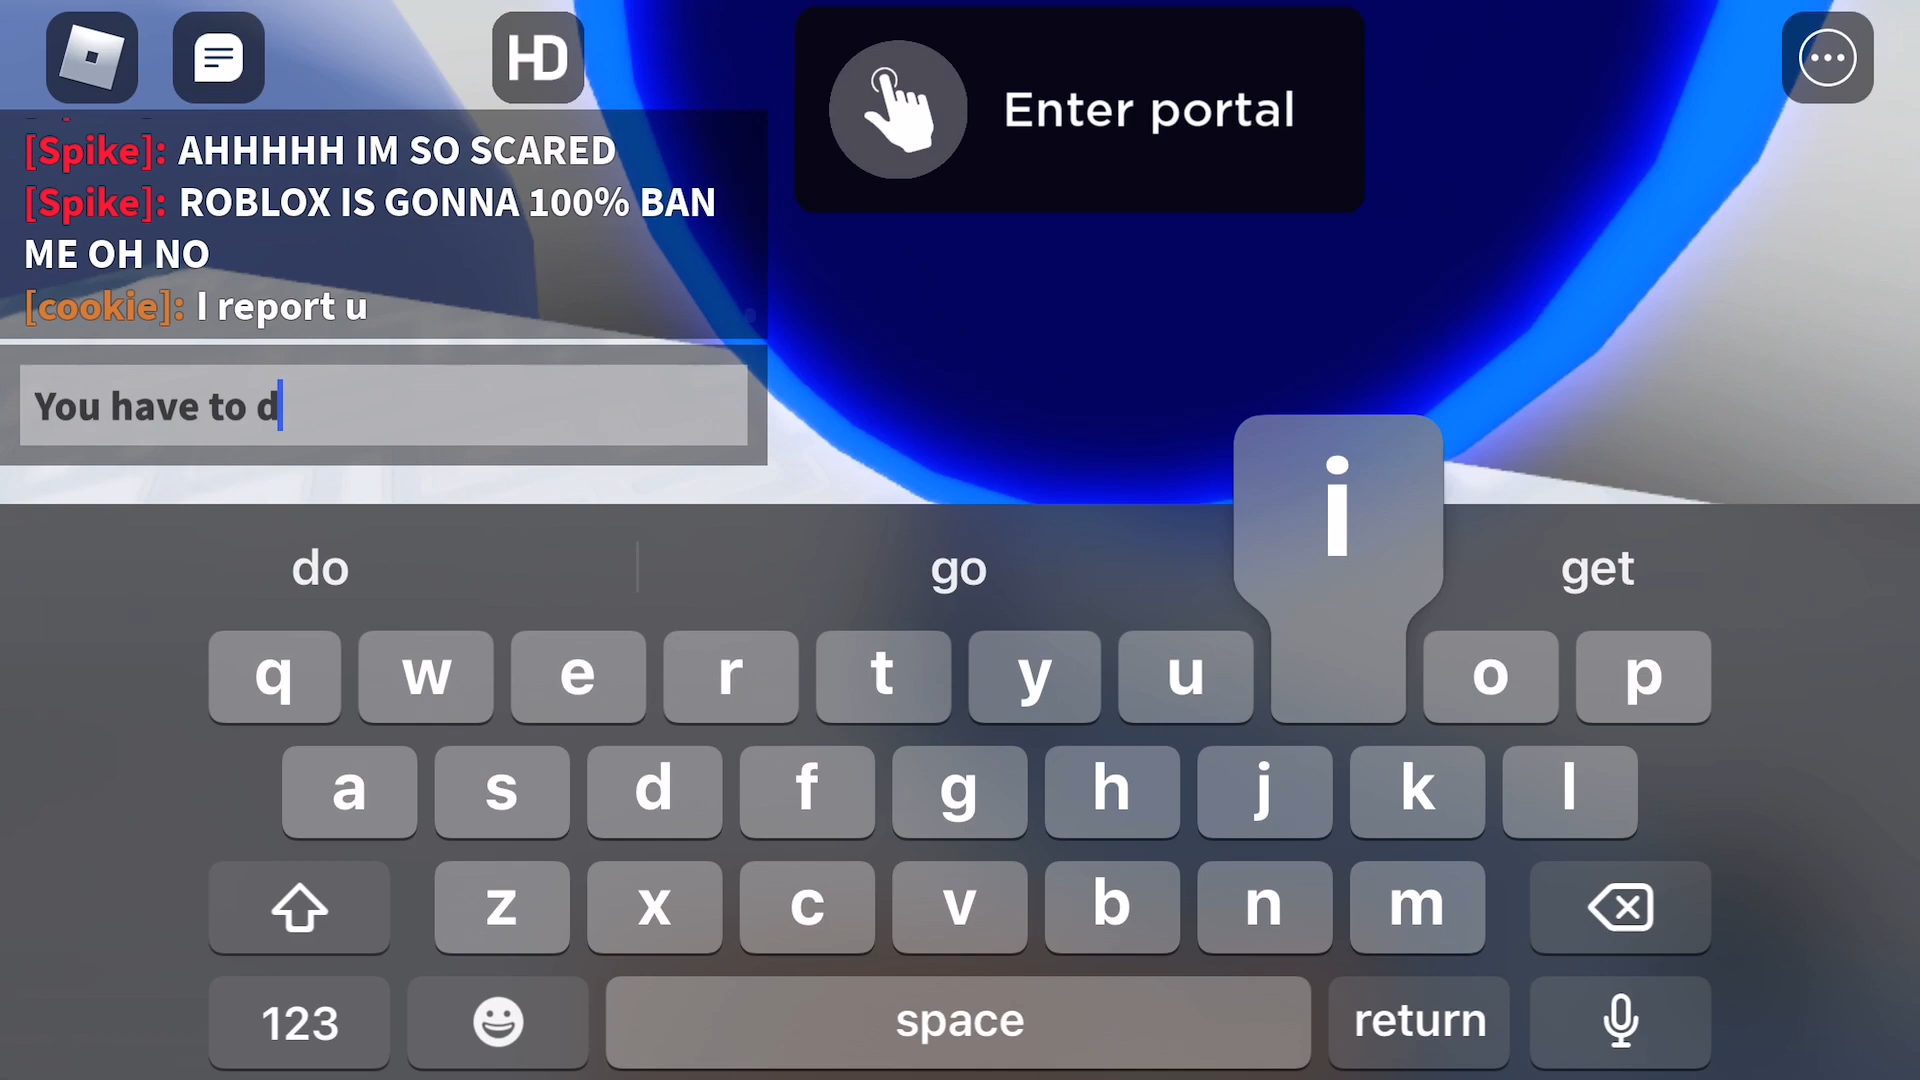 HD
Enter portal
[Spike]: AHHHHH IM SO SCARED
[Spike]: ROBLOX IS GONNA 100% BAN
ME OH NO
[cookie]: I report u
You have to d
i
do go get
q w e r t y u o p
a s d f g h j k l
z x c v b n m
123 space return